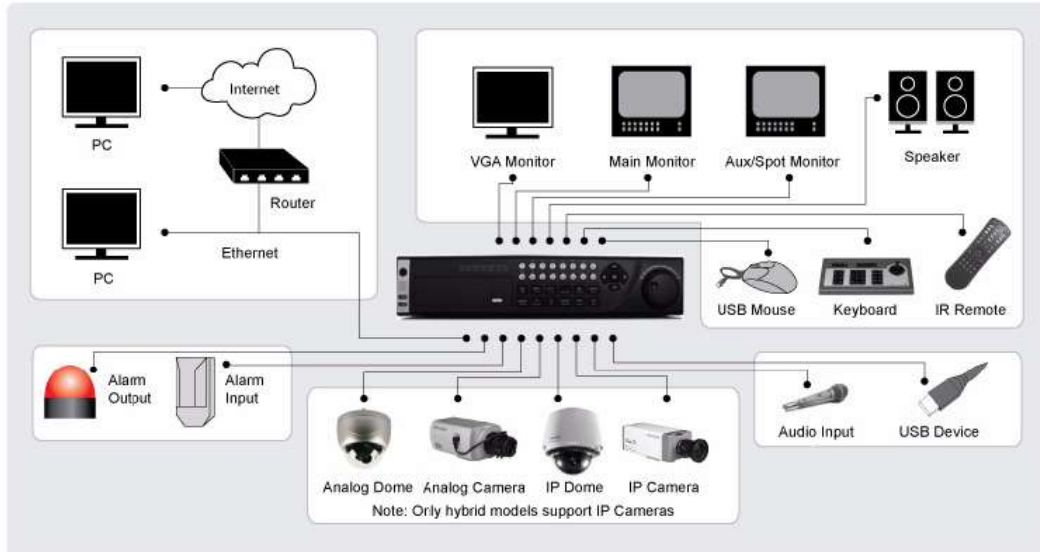 Internet
PC
Router
PC
Ethernet
VGA Monitor
Main Monitor
Aux/Spot Monitor
Speaker
USB Mouse
Keyboard
IR Remote
Alarm
Output
Alarm
Input
Analog Dome
Analog Camera
IP Dome
IP Camera
Note: Only hybrid models support IP Cameras
Audio Input
USB Device